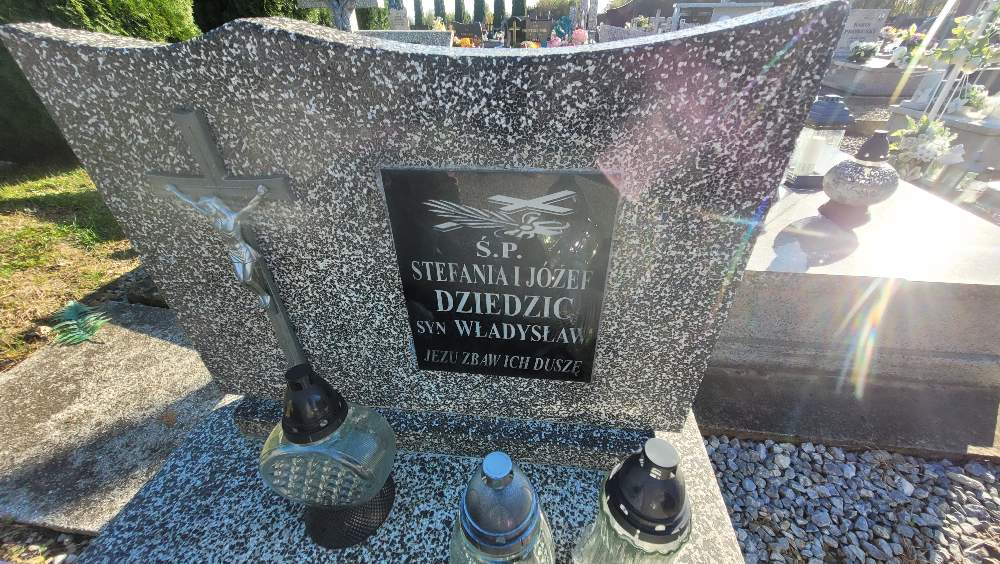 Ś.P.
STEFANIA I JÓZEF
DZIEDZIC
SYN WŁADYSŁAW
JEZU ZBAW ICH DUSZĘ